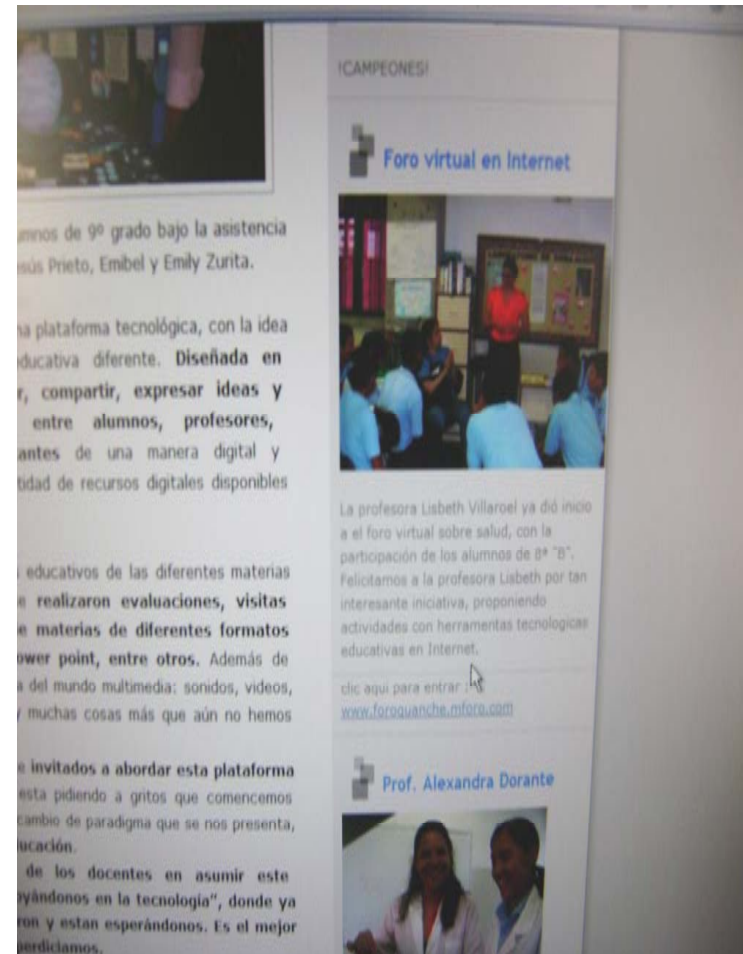 umnos de 9º grado bajo la asistencia
esús Prieto, Emibel y Emily Zurita.
na plataforma tecnológica, con la idea
educativa diferente. Diseñada en
r, compartir, expresar ideas y
entre alumnos, profesores,
antes de una manera digital y
tidad de recursos digitales disponibles
educativos de las diferentes materias
e realizaron evaluaciones, visitas
e materias de diferentes formatos
ower point, entre otros. Además de
a del mundo multimedia: sonidos, videos,
y muchas cosas más que aún no hemos
e invitados a abordar esta plataforma
esta pidiendo a gritos que comencemos
cambio de paradigma que se nos presenta,
ucación.
de los docentes en asumir este
oyándonos en la tecnología", donde ya
ron y estan esperándonos. Es el mejor
perdiciamos.
!CAMPEONES!
Foro virtual en Internet
La profesora Lisbeth Villaroel ya dió inicio
a el foro virtual sobre salud, con la
participación de los alumnos de 8ª "B".
Felicitamos a la profesora Lisbeth por tan
interesante iniciativa, proponiendo
actividades con herramentas tecnologicas
educativas en Internet.
clic aqui para entrar :
www.foroguanche.mforo.com
Prof. Alexandra Dorante